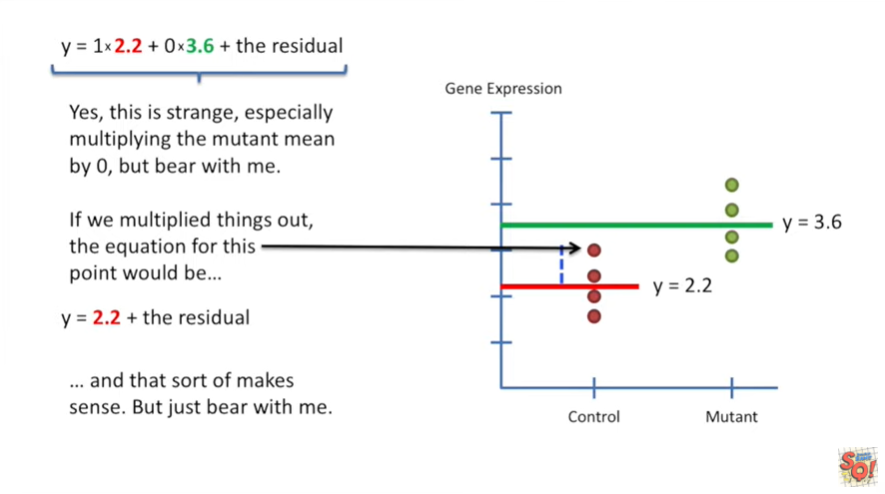 y = 1×2.2 + 0×3.6 + the residual
Yes, this is strange, especially
multiplying the mutant mean
by 0, but bear with me.
If we multiplied things out,
the equation for this
point would be...
y = 2.2 + the residual
... and that sort of makes
sense. But just bear with me.
Gene Expression
y = 3.6
y = 2.2
Control
Mutant
SQ!